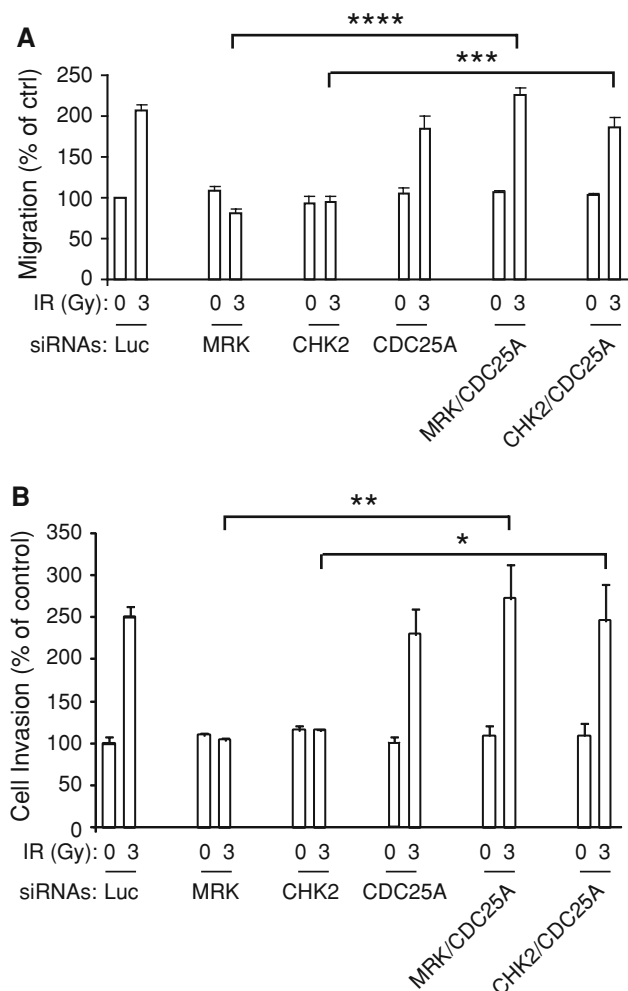 A
****
***
Migration (% of ctrl)
250
200
150
100
50
0
IR (Gy): 0 3 0 3 0 3 0 3 0 3 0 3
siRNAs: Luc MRK CHK2 CDC25A MRK/CDC25A CHK2/CDC25A
B
**
*
Cell Invasion (% of control)
350
300
250
200
150
100
50
0
IR (Gy): 0 3 0 3 0 3 0 3 0 3 0 3
siRNAs: Luc MRK CHK2 CDC25A MRK/CDC25A CHK2/CDC25A